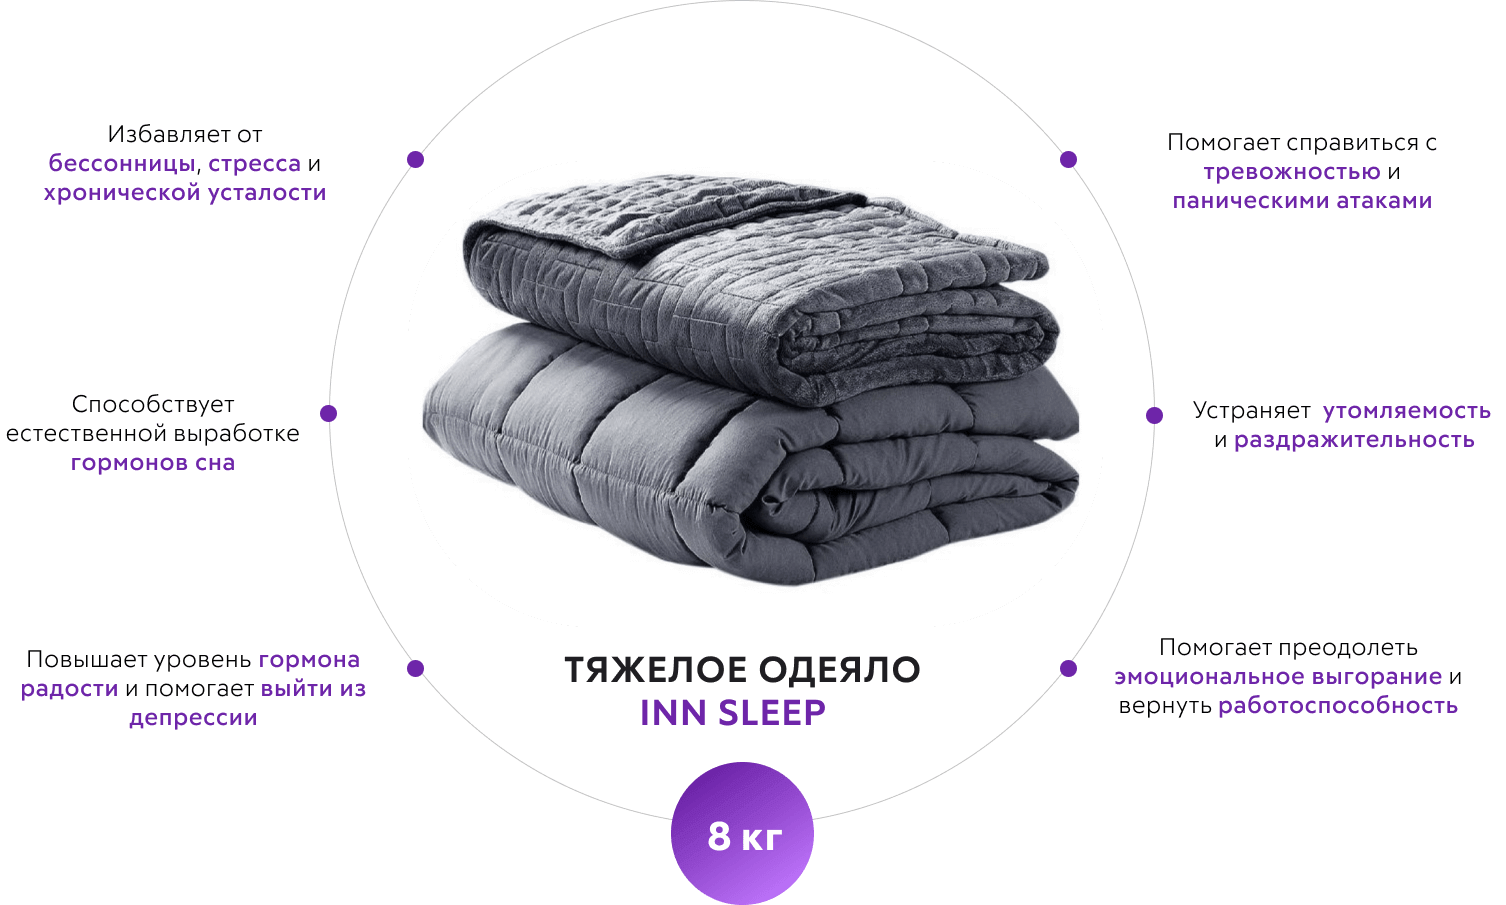 Избавляет от
бессонницы, стресса и
хронической усталости
Способствует
естественной выработке
гормонов сна
Повышает уровень гормона
радости и помогает выйти из
депрессии
Помогает справиться с
тревожностью и
паническими атаками
Устраняет утомляемость
и раздражительность
Помогает преодолеть
эмоциональное выгорание и
вернуть работоспособность
ТЯЖЕЛОЕ ОДЕЯЛО
INN SLEEP
8 кг